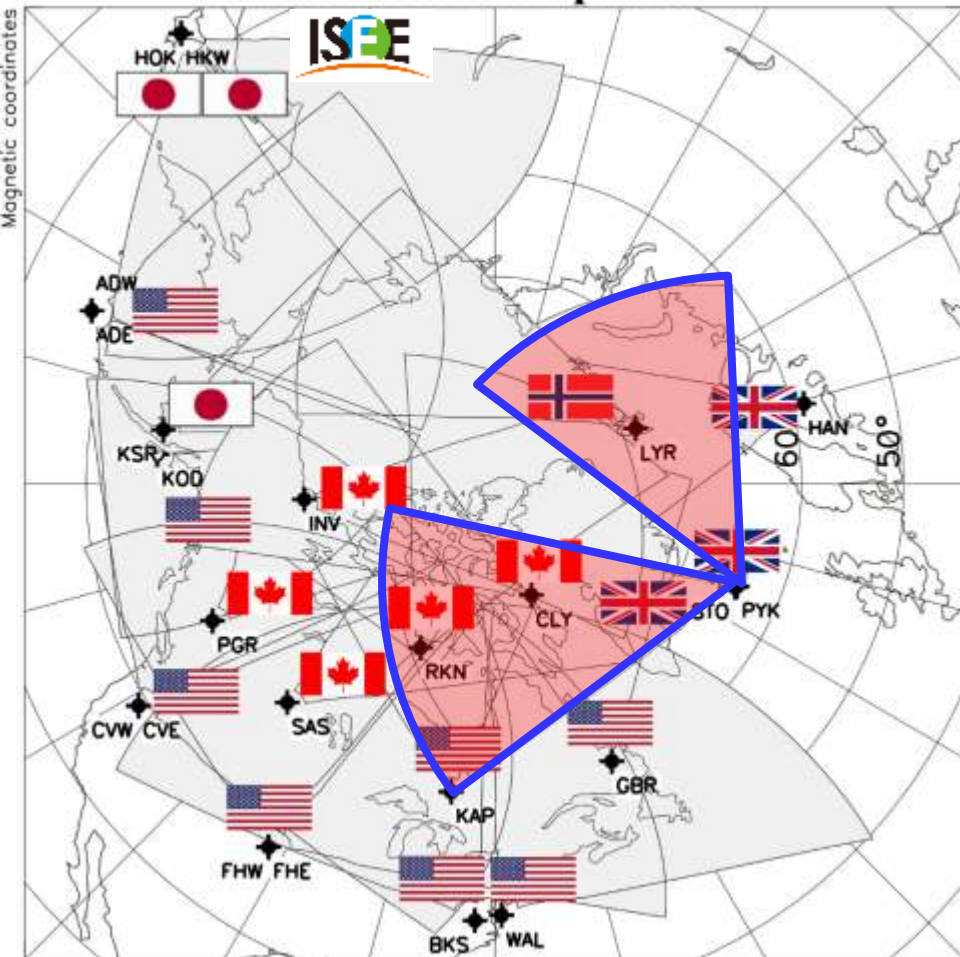 Magnetic coordinates
ISEE
HOK HKW
ADW
ADE
KSR
KOD
INV
LYR
HAN
60
50°
PGR
CLY
STO PYK
RKN
SAS
CVW CVE
GBR
KAP
FHW FHE
BKS
WAL